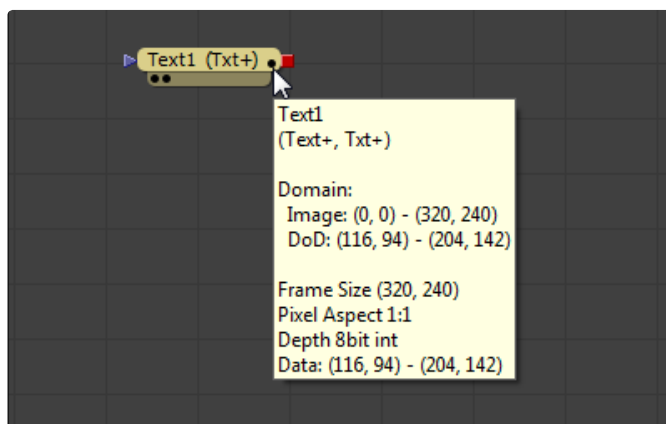 Text1 (Txt+)
Text1
(Text+, Txt+)
Domain:
Image: (0, 0) - (320, 240)
DoD: (116, 94) - (204, 142)
Frame Size (320, 240)
Pixel Aspect 1:1
Depth 8bit int
Data: (116, 94) - (204, 142)